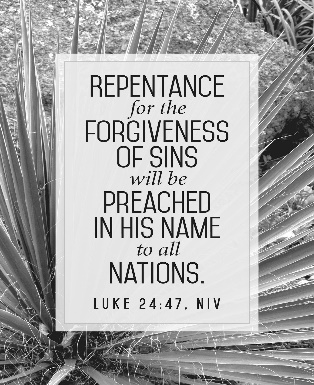 REPENTANCE
for the
FORGIVENESS
OF SINS
will be
PREACHED
IN HIS NAME
to all
NATIONS.
LUKE 24:47, NIV